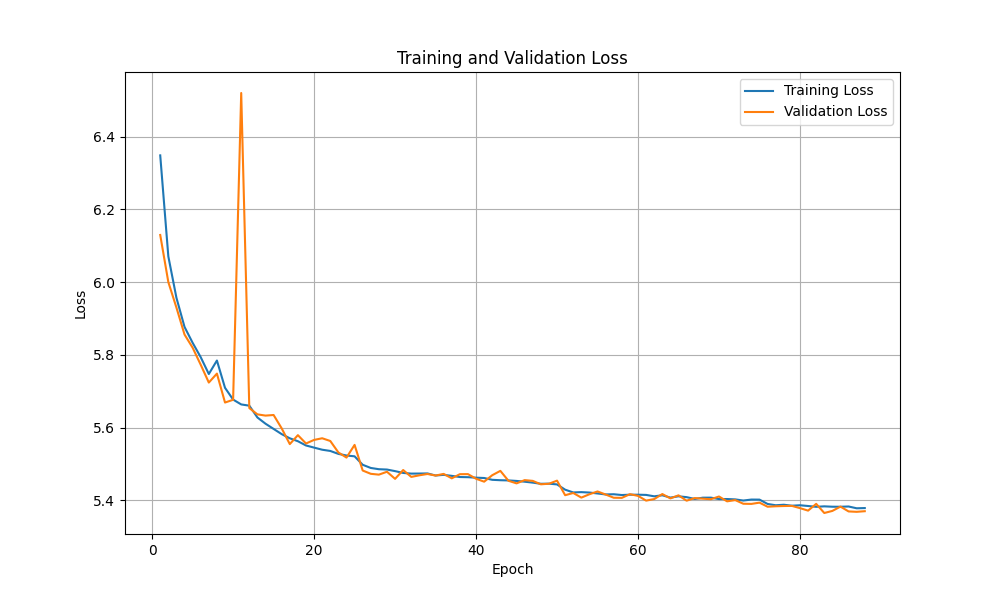 Training and Validation Loss
Training Loss
Validation Loss
6.4
6.2
6.0
5.8
5.6
5.4
Loss
0
20
40
60
80
Epoch